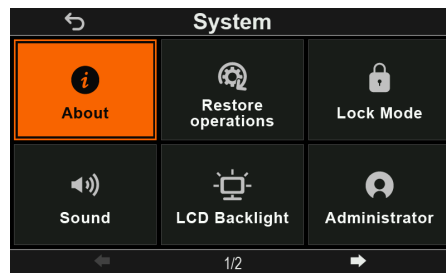 System
About
Restore
operations
Lock Mode
Sound
LCD Backlight
Administrator
1/2